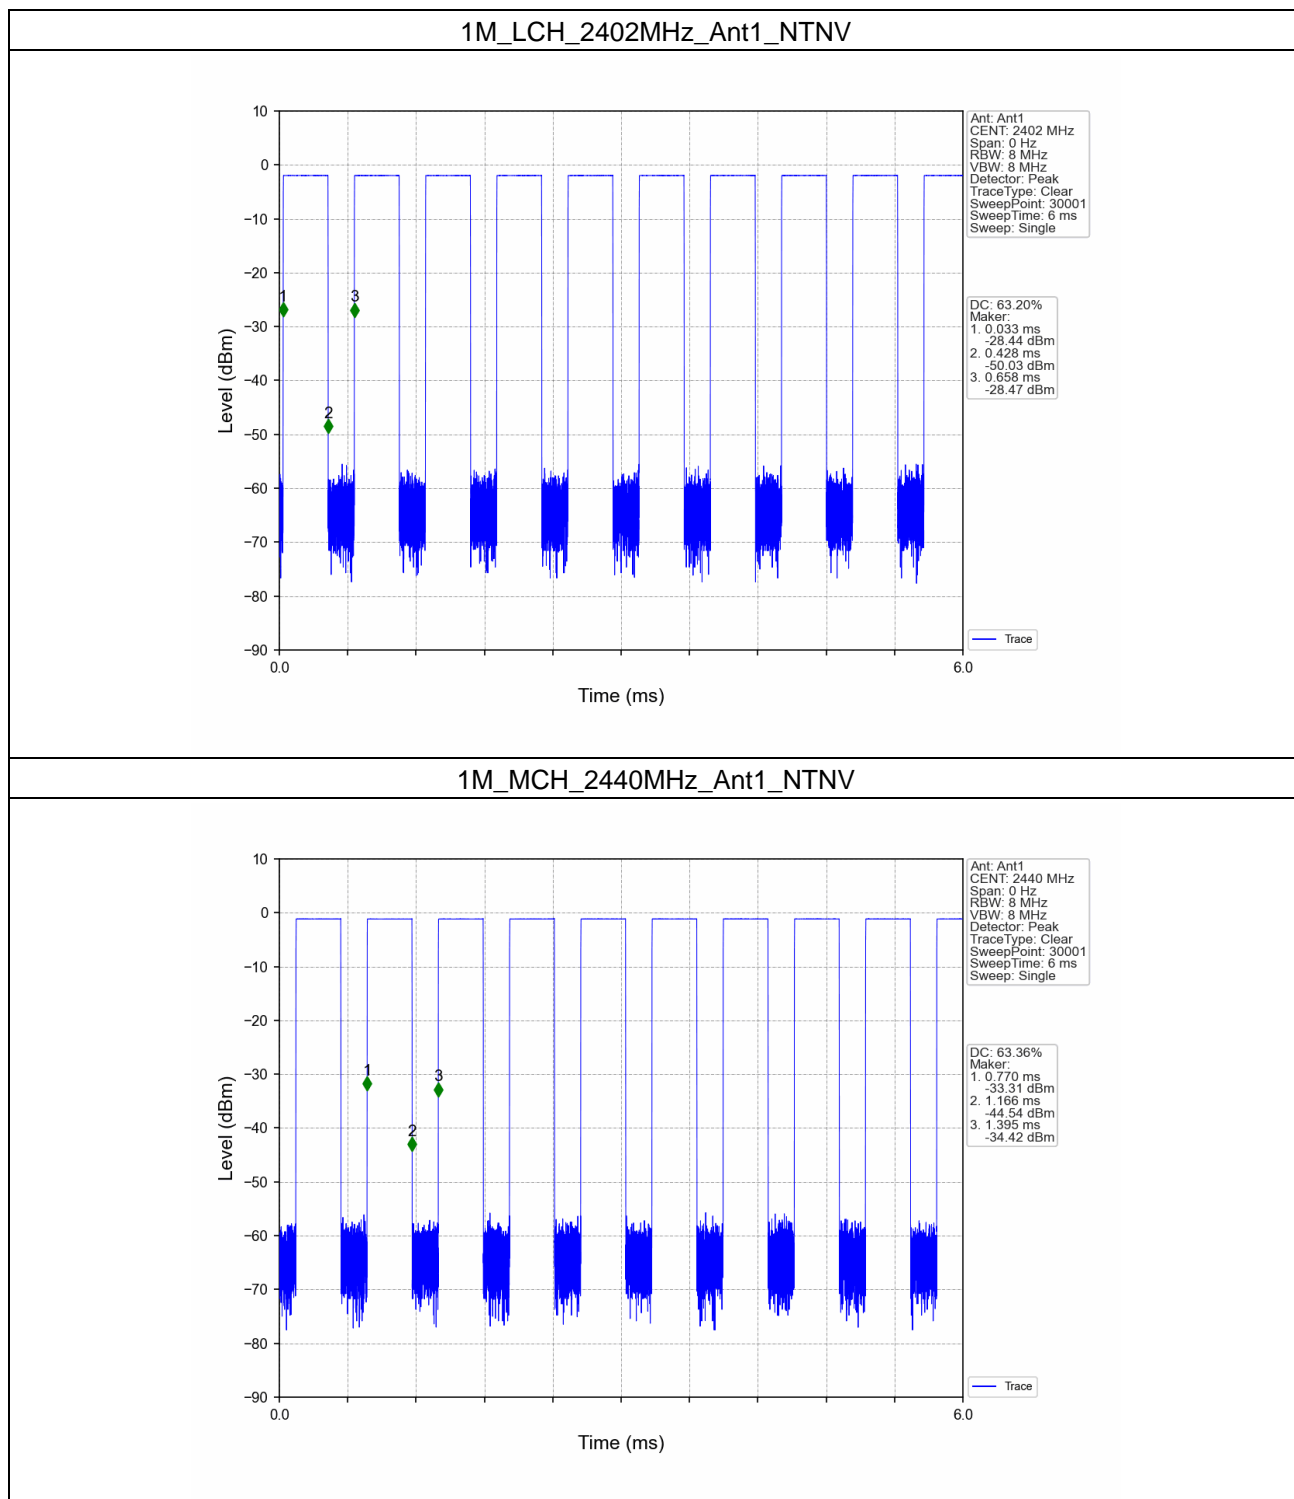 1M_LCH_2402MHz_Ant1_NTNV
10
0
−10
−20
−30
−40
−50
−60
−70
−80
−90
Level (dBm)
1
2
3
0.0
6.0
Time (ms)
Ant: Ant1
CENT: 2402 MHz
Span: 0 Hz
RBW: 8 MHz
VBW: 8 MHz
Detector: Peak
TraceType: Clear
SweepPoint: 30001
SweepTime: 6 ms
Sweep: Single
DC: 63.20%
Maker:
1. 0.033 ms
-28.44 dBm
2. 0.428 ms
-50.03 dBm
3. 0.658 ms
-28.47 dBm
Trace
1M_MCH_2440MHz_Ant1_NTNV
10
0
−10
−20
−30
−40
−50
−60
−70
−80
−90
Level (dBm)
1
2
3
0.0
6.0
Time (ms)
Ant: Ant1
CENT: 2440 MHz
Span: 0 Hz
RBW: 8 MHz
VBW: 8 MHz
Detector: Peak
TraceType: Clear
SweepPoint: 30001
SweepTime: 6 ms
Sweep: Single
DC: 63.36%
Maker:
1. 0.770 ms
-33.31 dBm
2. 1.166 ms
-44.54 dBm
3. 1.395 ms
-34.42 dBm
Trace